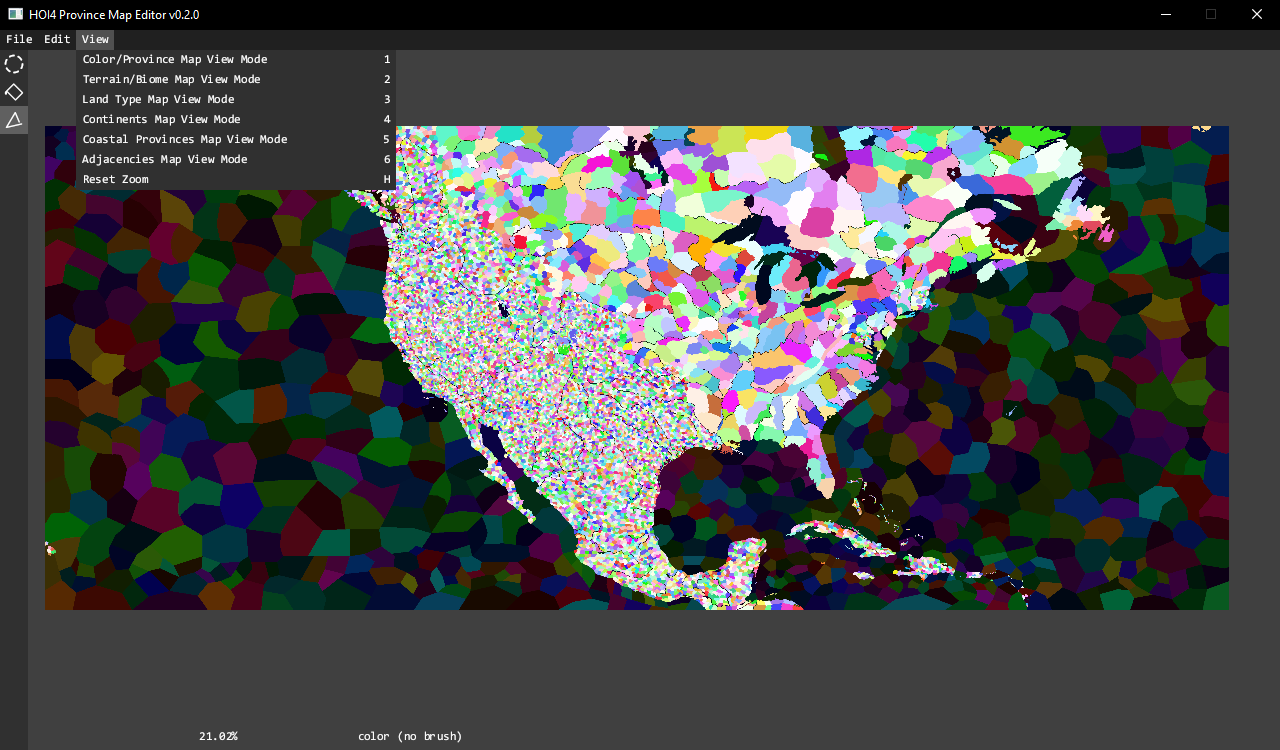 HOI4 Province Map Editor v0.2.0
File Edit View
Color/Province Map View Mode 1
Terrain/Biome Map View Mode 2
Land Type Map View Mode 3
Continents Map View Mode 4
Coastal Provinces Map View Mode 5
Adjacencies Map View Mode 6
Reset Zoom H
21.02% color (no brush)